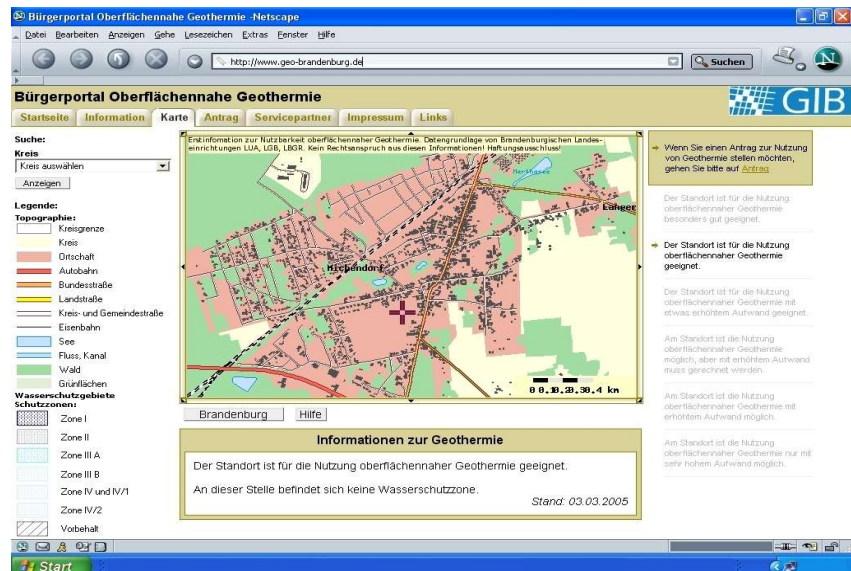 Bürgerportal Oberflächennahe Geothermie -Netscape
Datei Bearbeiten Anzeigen Gehe Lesezeichen Extras Fenster Hilfe
http://www.geo-brandenburg.de
Suchen
N
Bürgerportal Oberflächennahe Geothermie
GIB
Startseite Information Karte Antrag Servicepartner Impressum Links
Suche:
Kreis
Kreis auswählen
Anzeigen
Legende:
Topographie:
Kreisgrenze
Kreis
Ortschaft
Autobahn
Bundesstraße
Landstraße
Kreis- und Gemeindestraße
Eisenbahn
See
Fluss, Kanal
Wald
Grünflächen
Wasserschutzgebiete
Schutzzonen:
Zone I
Zone II
Zone III A
Zone III B
Zone IV und IV/1
Zone IV/2
Vorbehalt
Erstinfomation zur Nutzbarkeit oberflächennaher Geothermie. Datengrundlage von Brandenburgischen Landes-
einrichtungen LUA, LGB, LBGR. Kein Rechtsanspruch aus diesen Informationen! Haftungsausschluß!
Langer
Michendorf
0 0.10.20.30.4 km
Brandenburg Hilfe
Informationen zur Geothermie
Der Standort ist für die Nutzung oberflächennaher Geothermie geeignet.
An dieser Stelle befindet sich keine Wasserschutzzone.
Stand: 03.03.2005
Wenn Sie einen Antrag zur Nutzung
von Geothermie stellen möchten,
gehen Sie bitte auf Antrag
Der Standort ist für die Nutzung
oberflächennaher Geothermie
besonders gut geeignet.
Der Standort ist für die Nutzung
oberflächennaher Geothermie
geeignet.
Der Standort ist für die Nutzung
oberflächennaher Geothermie mit
etwas erhöhtem Aufwand geeignet.
Am Standort ist die Nutzung
oberflächennaher Geothermie
möglich, aber mit erhöhtem Aufwand
muss gerechnet werden.
Am Standort ist die Nutzung
oberflächennaher Geothermie mit
erhöhtem Aufwand möglich.
Am Standort ist die Nutzung
oberflächennaher Geothermie nur mit
sehr hohem Aufwand möglich.
Start